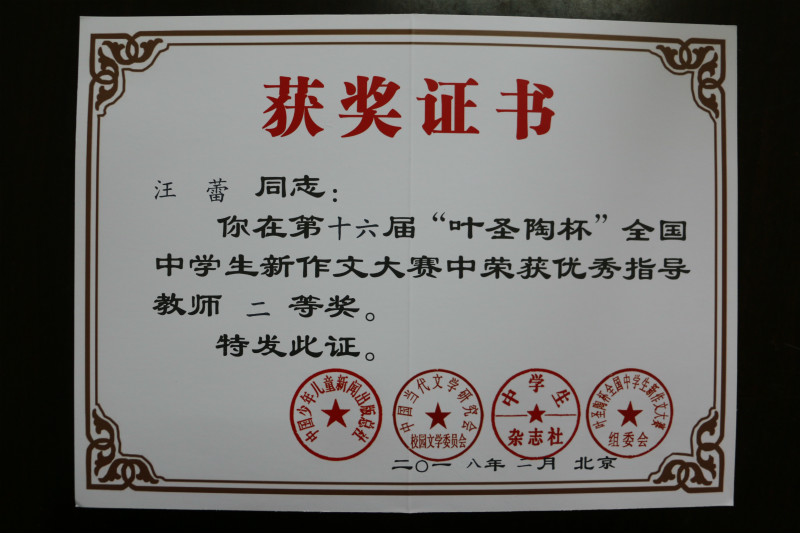 获奖证书
汪 蕾 同志：
你在第十六届“叶圣陶杯”全国
中学生新作文大赛中荣获优秀指导
教师 二 等奖。
特发此证。
中国少年儿童新闻出版总社
中国当代文学研究会
校园文学委员会
中学生
杂志社
叶圣陶杯全国中学生新作文大赛
组委会
二〇一八年 二月 北京